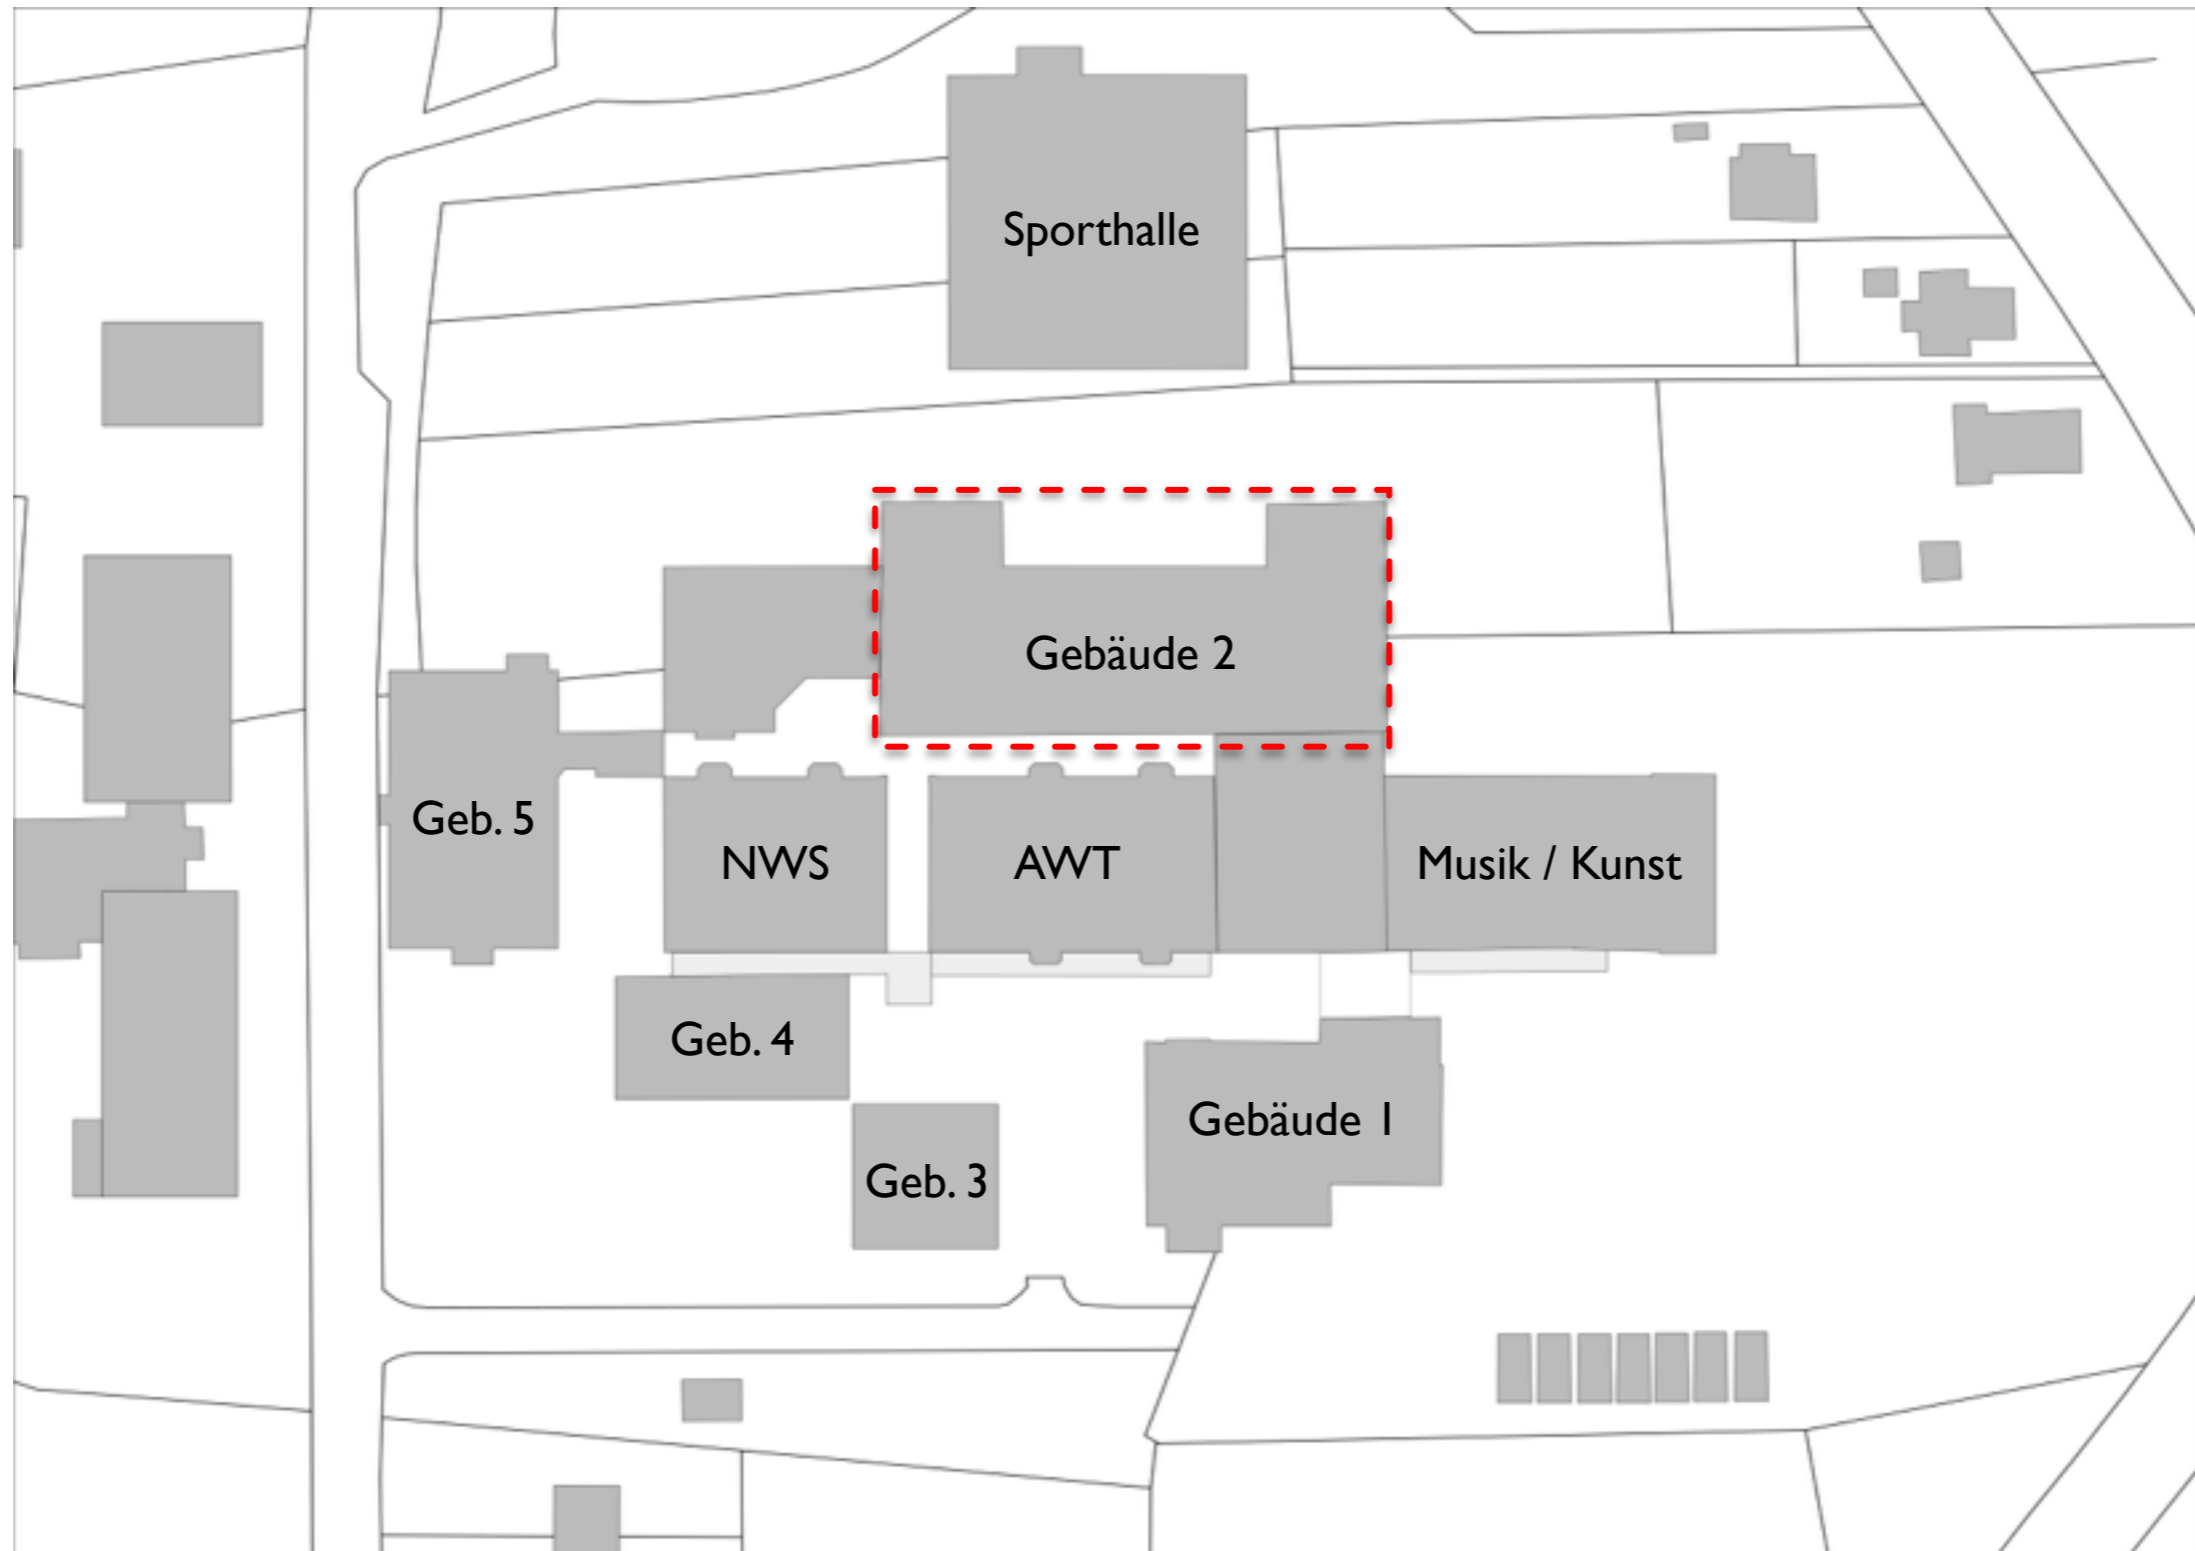 Sporthalle
Gebäude 2
Geb. 5
NWS
AWT
Musik / Kunst
Geb. 4
Gebäude 1
Geb. 3